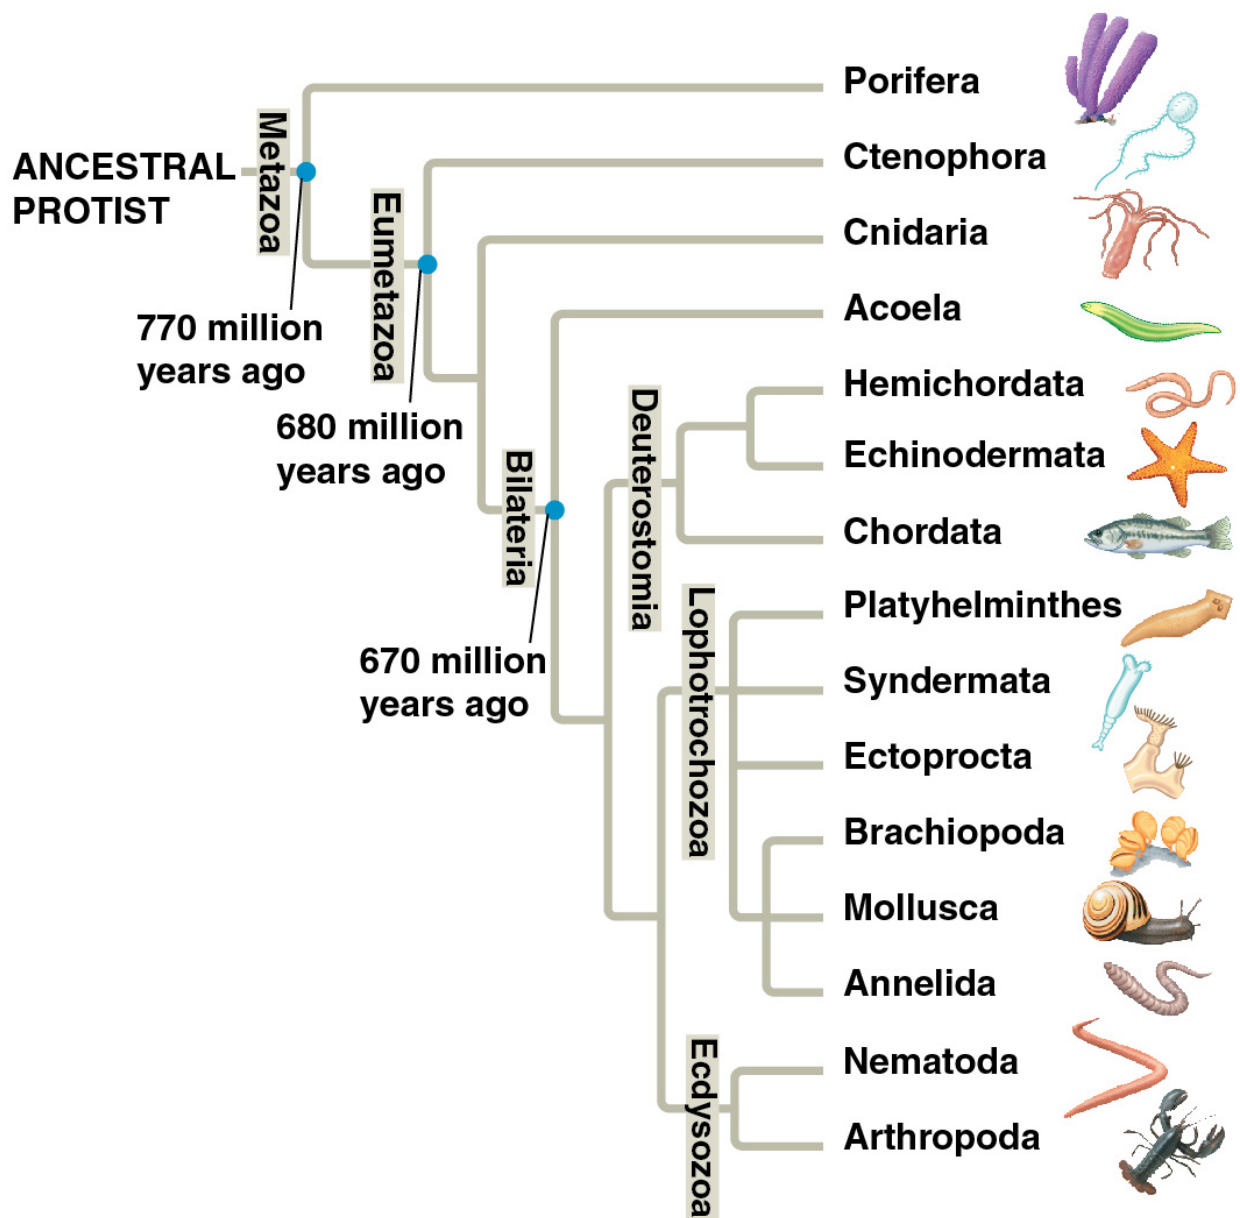 Porifera
Metazoa
ANCESTRAL
PROTIST
Ctenophora
Eumetazoa
Cnidaria
770 million
years ago
Acoela
680 million
years ago
Hemichordata
Deuterostomia
Echinodermata
Bilateria
Chordata
670 million
years ago
Platyhelminthes
Lophotrochozoa
Syndermata
Ectoprocta
Brachiopoda
Mollusca
Annelida
Ecdysozoa
Nematoda
Arthropoda